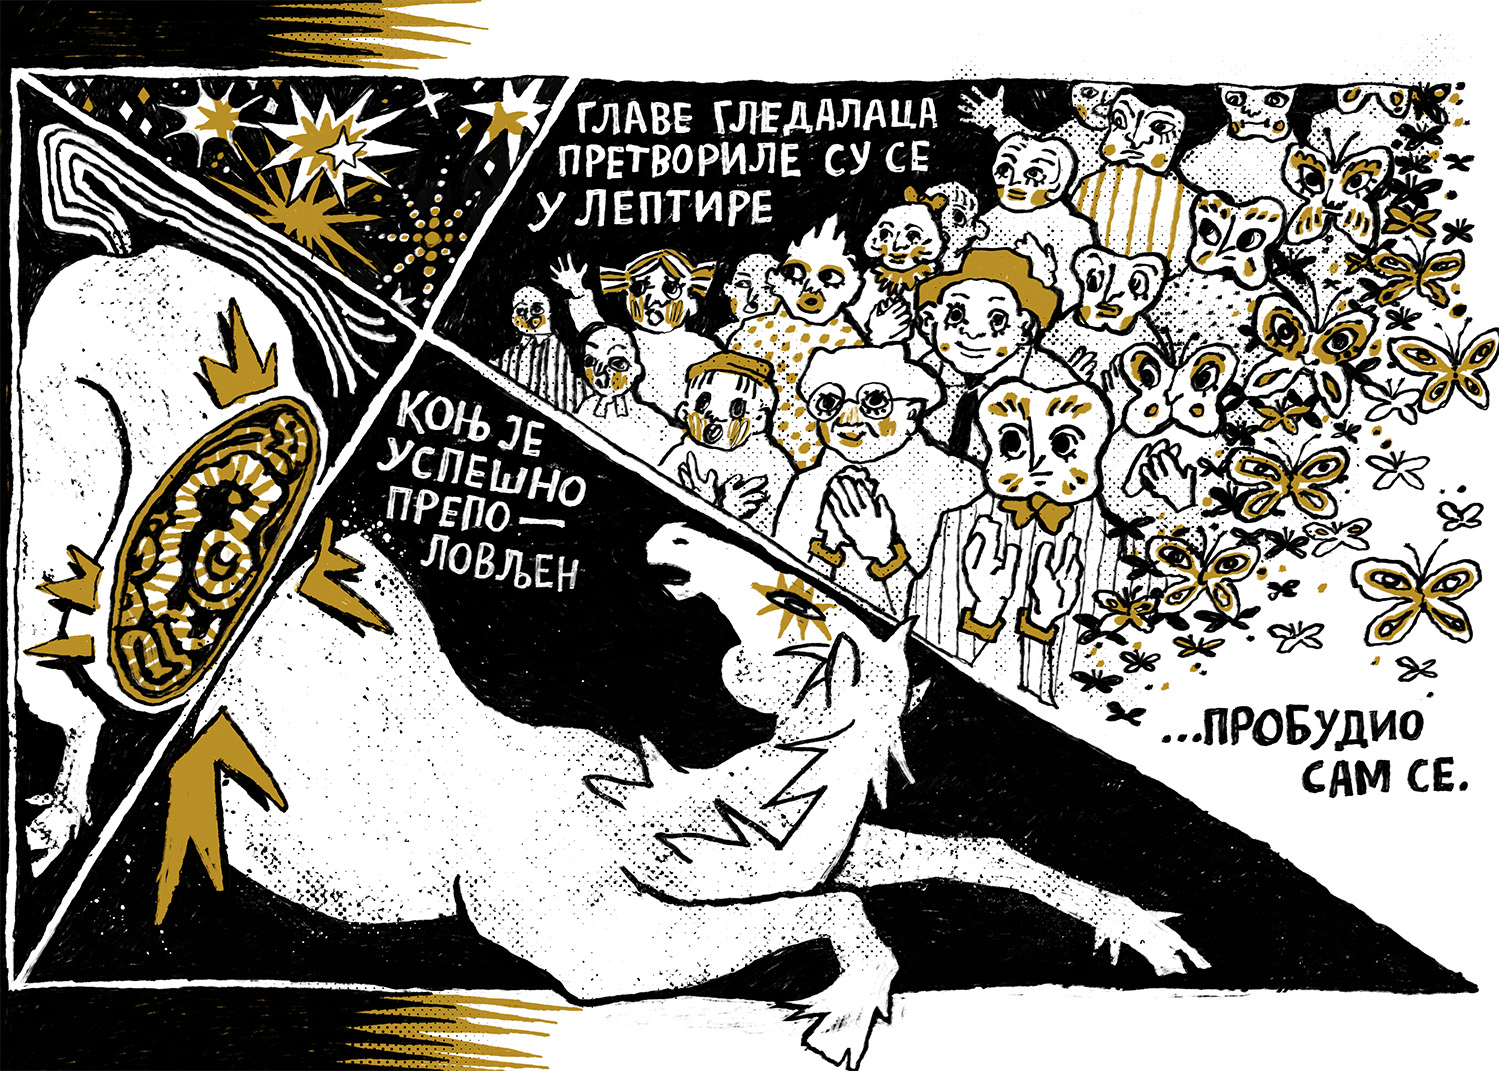 ГЛАВЕ ГЛЕДАЛАЦА
ПРЕТВОРИЛЕ СУ СЕ
У ЛЕПТИРЕ
КОЊ ЈЕ
УСПЕШНО
ПРЕПО —
ЛОВЉЕН
...ПРОБУДИО
САМ СЕ.